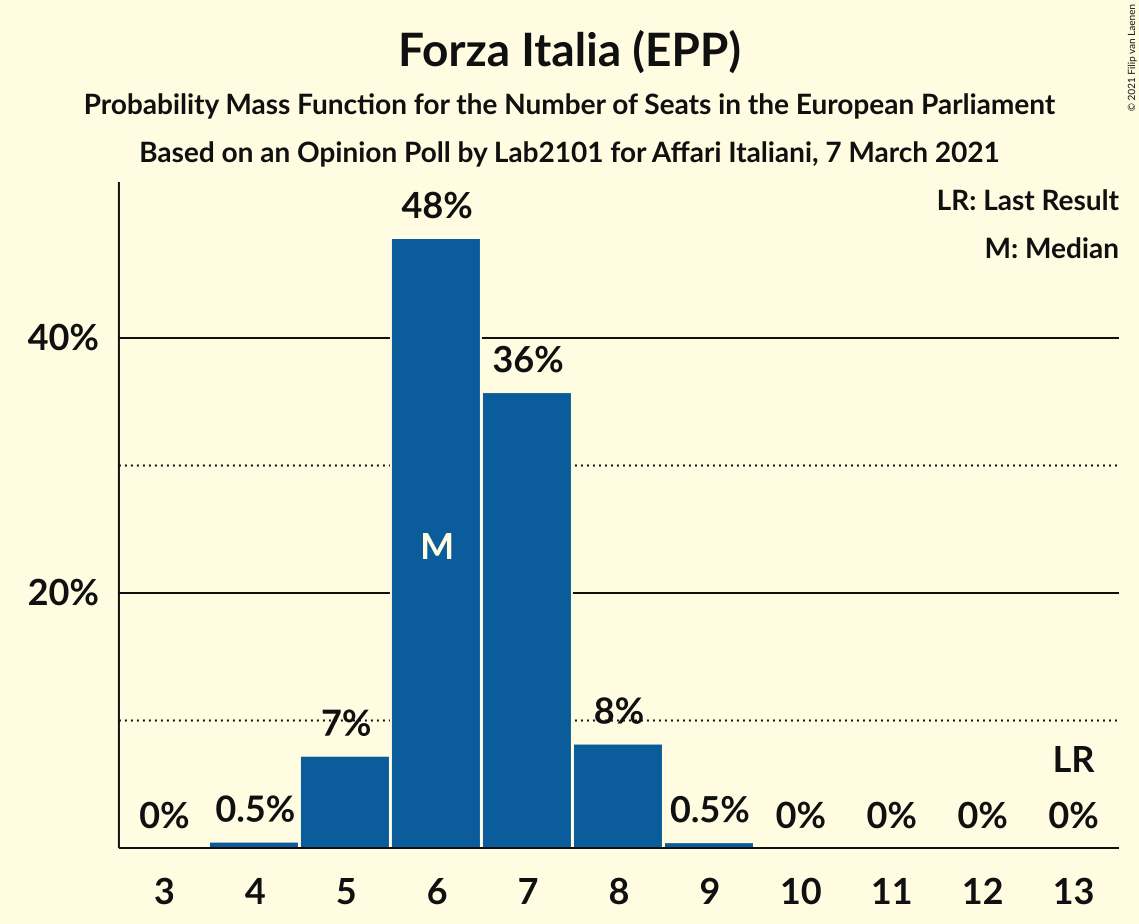 Forza Italia (EPP)
Probability Mass Function for the Number of Seats in the European Parliament
Based on an Opinion Poll by Lab2101 for Affari Italiani, 7 March 2021
© 2021 Filip van Laenen
LR: Last Result
M: Median
48%
40%
36%
M
20%
7%
8%
LR
0% 0.5% 0.5% 0% 0% 0% 0%
3 4 5 6 7 8 9 10 11 12 13